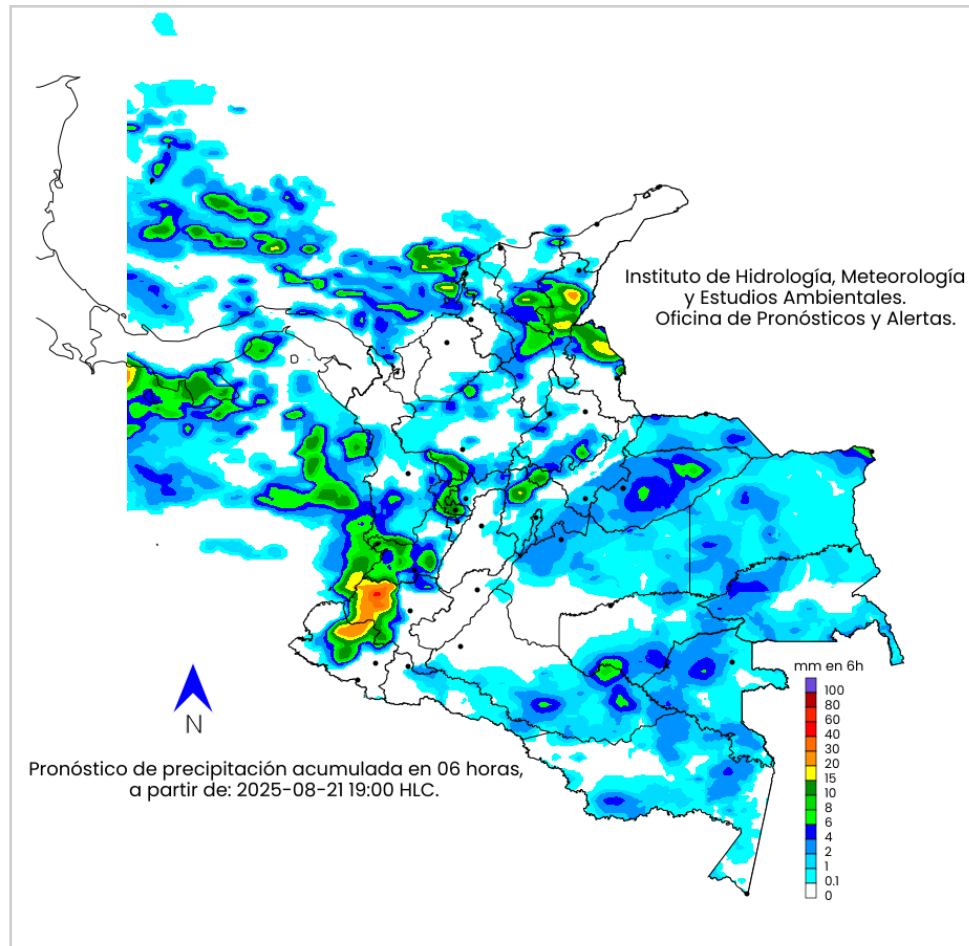 Instituto de Hidrología, Meteorología
y Estudios Ambientales.
Oficina de Pronósticos y Alertas.
mm en 6h
100
80
60
40
30
20
15
10
8
6
4
2
1
0.1
0
N
Pronóstico de precipitación acumulada en 06 horas,
a partir de: 2025-08-21 19:00 HLC.